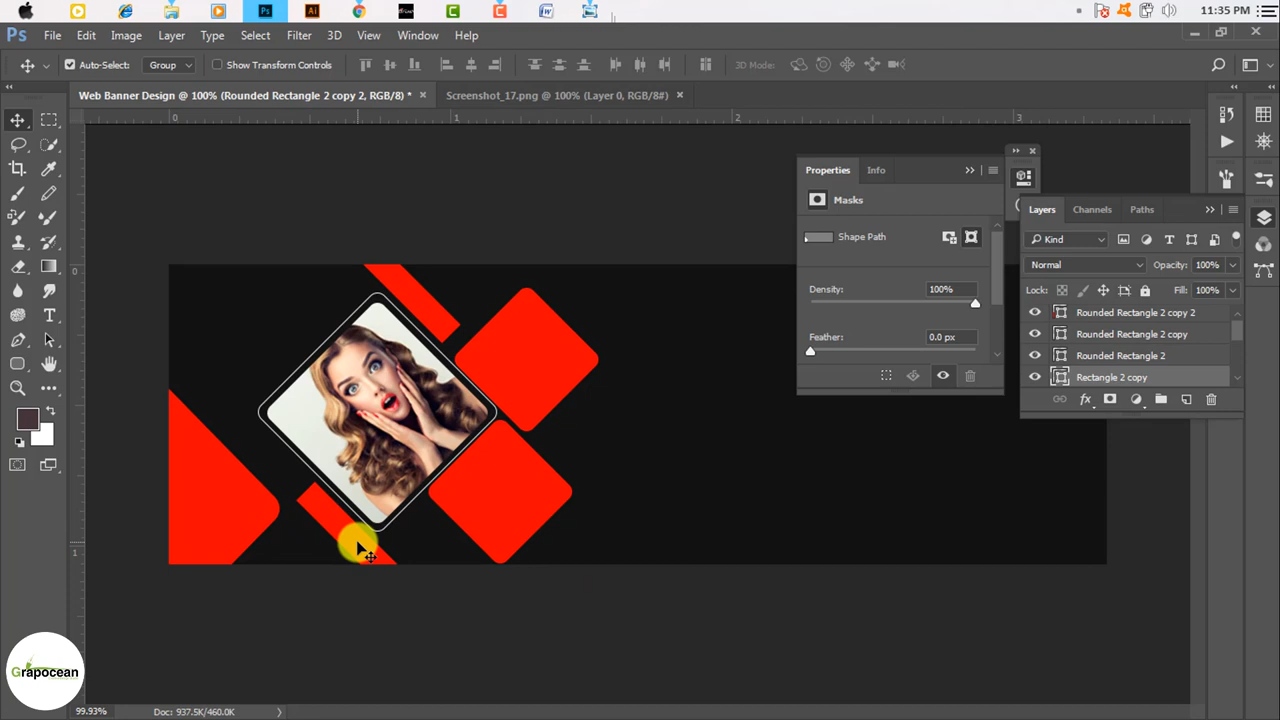 11:35 PM
Ps File Edit Image Layer Type Select Filter 3D View Window Help
Auto-Select: Group Show Transform Controls 3D Mode:
Web Banner Design @ 100% (Rounded Rectangle 2 copy 2, RGB/8) * Screenshot_17.png @ 100% (Layer 0, RGB/8#)
0 1 2 3
Properties Info
Masks
Shape Path
Density: 100%
Feather: 0.0 px
Layers Channels Paths
Kind
Normal Opacity: 100%
Lock: Fill: 100%
Rounded Rectangle 2 copy 2
Rounded Rectangle 2 copy
Rounded Rectangle 2
Rectangle 2 copy
fx
0
1
Grapocean
99.93% Doc: 937.5K/460.0K